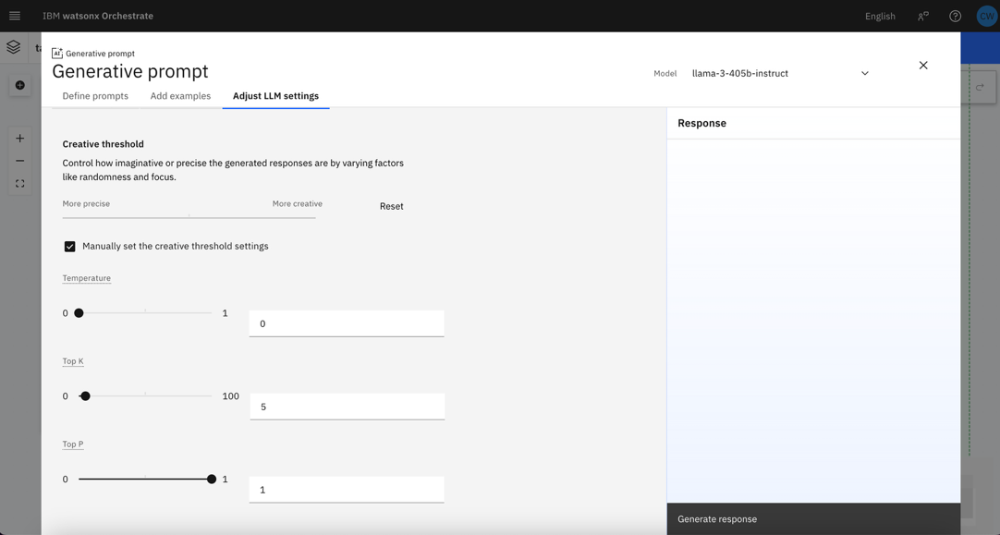 IBM watsonx Orchestrate
English
CW
AI Generative prompt
Generative prompt
Model llama-3-405b-instruct
Define prompts Add examples Adjust LLM settings
Creative threshold
Control how imaginative or precise the generated responses are by varying factors
like randomness and focus.
More precise More creative Reset
Manually set the creative threshold settings
Temperature
0 1 0
Top K
0 100 5
Top P
0 1 1
Response
Generate response